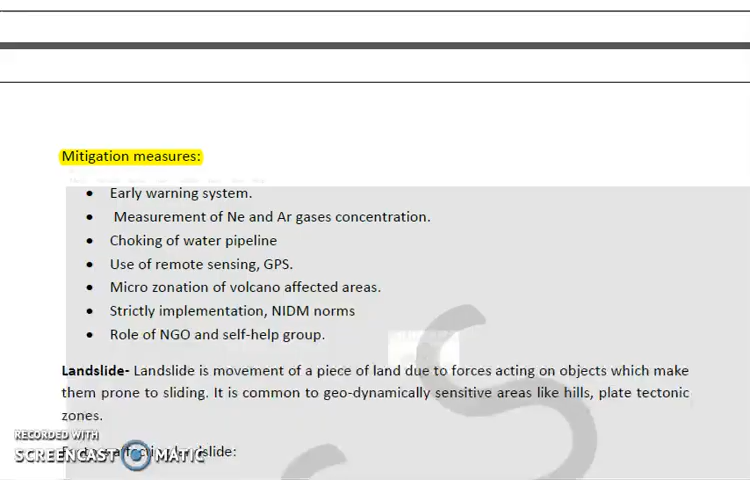 Mitigation measures:
• Early warning system.
• Measurement of Ne and Ar gases concentration.
• Choking of water pipeline
• Use of remote sensing, GPS.
• Micro zonation of volcano affected areas.
• Strictly implementation, NIDM norms
• Role of NGO and self-help group.
Landslide- Landslide is movement of a piece of land due to forces acting on objects which make
them prone to sliding. It is common to geo-dynamically sensitive areas like hills, plate tectonic
zones.
RECORDED WITH
SCREENCAST MATIC